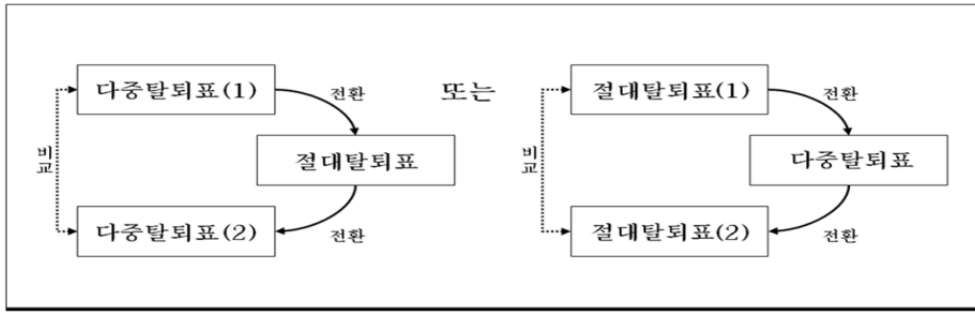 다중탈퇴표(1)
전환
절대탈퇴표
비교
다중탈퇴표(2)
전환
또는
절대탈퇴표(1)
전환
다중탈퇴표
비교
절대탈퇴표(2)
전환